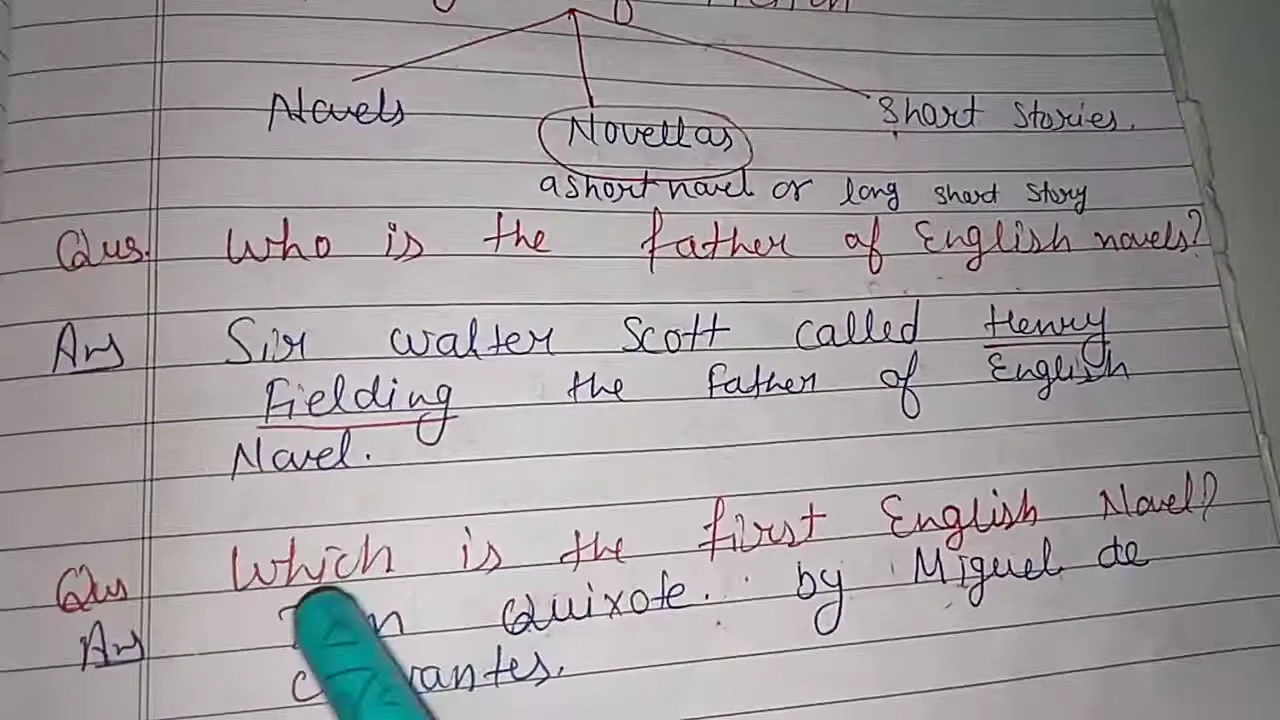 Novels
Novellas
Short Stories.
a short novel or long short story
Qus. Who is the father of English novels?
Ans Sir Walter Scott called Henry
Fielding the father of English
Novel.
Qus Which is the first English Novel?
Ans Quixote. by Miguel de